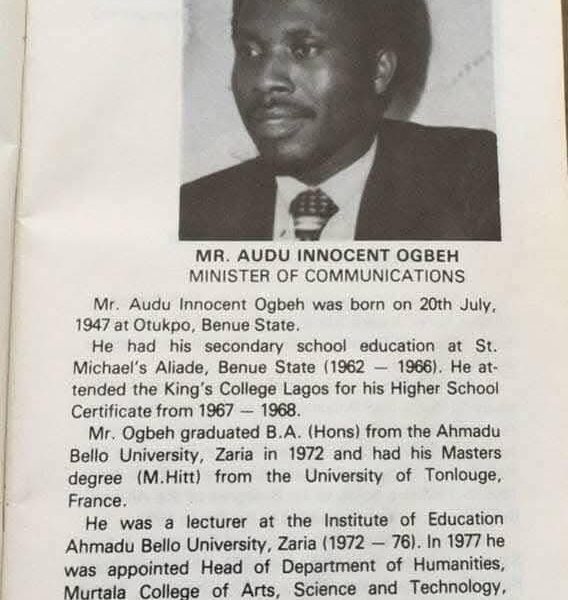 MR. AUDU INNOCENT OGBEH
MINISTER OF COMMUNICATIONS
Mr. Audu Innocent Ogbeh was born on 20th July,
1947 at Otukpo, Benue State.
He had his secondary school education at St.
Michael's Aliade, Benue State (1962 — 1966). He at-
tended the King's College Lagos for his Higher School
Certificate from 1967 — 1968.
Mr. Ogbeh graduated B.A. (Hons) from the Ahmadu
Bello University, Zaria in 1972 and had his Masters
degree (M.Hitt) from the University of Tonlouge,
France.
He was a lecturer at the Institute of Education
Ahmadu Bello University, Zaria (1972 — 76). In 1977 he
was appointed Head of Department of Humanities,
Murtala College of Arts, Science and Technology,